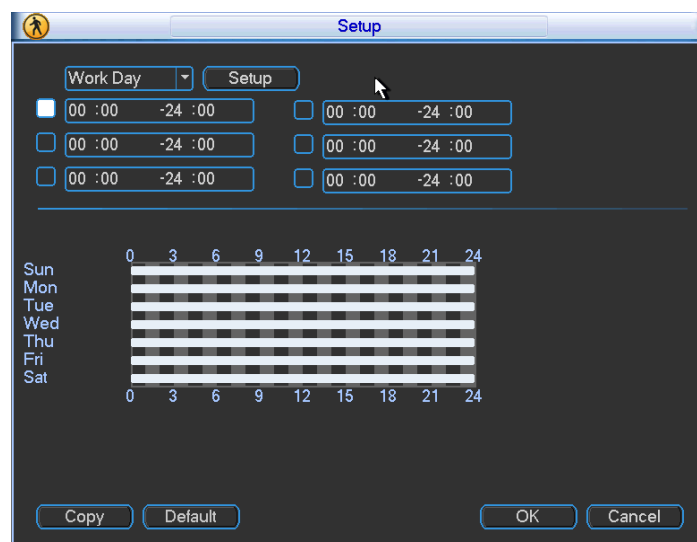 Setup
Work Day Setup
00 :00 -24 :00 00 :00 -24 :00
00 :00 -24 :00 00 :00 -24 :00
00 :00 -24 :00 00 :00 -24 :00
0 3 6 9 12 15 18 21 24
Sun
Mon
Tue
Wed
Thu
Fri
Sat
0 3 6 9 12 15 18 21 24
Copy Default OK Cancel